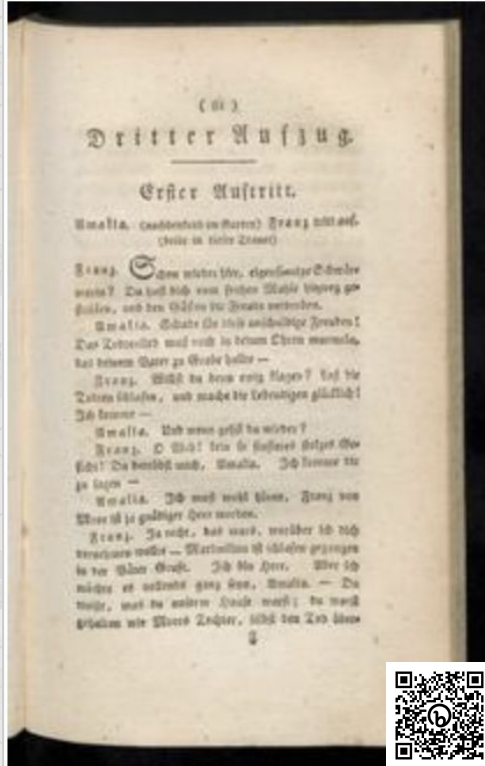 ( 81 )
Dritter Aufzug.
Erster Auftritt.
Amalia. (nachdenkend im Garten) Franz tritt auf.
(beide in tiefer Trauer)
Franz. Schon wieder hier, eigensinnige Schwär-
merin? Du hast dich vom frohen Mahle hinweg ge-
stohlen, und den Gästen die Freude verdorben.
Amalia. Schade für diese unschuldige Freuden!
Das Todtenlied muß noch in deinen Ohren murmeln,
das deinem Vater zu Grabe hallte —
Franz. Willst du denn ewig klagen? Laß die
Todten schlafen, und mache die Lebendigen glücklich!
Ich komme —
Amalia. Und wenn gehst du wieder?
Franz. O Weh! kein so finsteres stolzes Ge-
sicht! Du betrübst mich, Amalia. Ich komme dir
zu sagen —
Amalia. Ich muß wohl hören, Franz von
Moor ist ja gnädiger Herr worden.
Franz. Ja recht, das wars, worüber ich dich
vernehmen wollte — Maximilian ist schlafen gegangen
in der Väter Gruft. Ich bin Herr. Aber ich
möchte es vollends ganz seyn, Amalia. — Du
weißt, was du unserm Hause warst; du warst
gehalten wie Moors Tochter, selbst den Tod über-